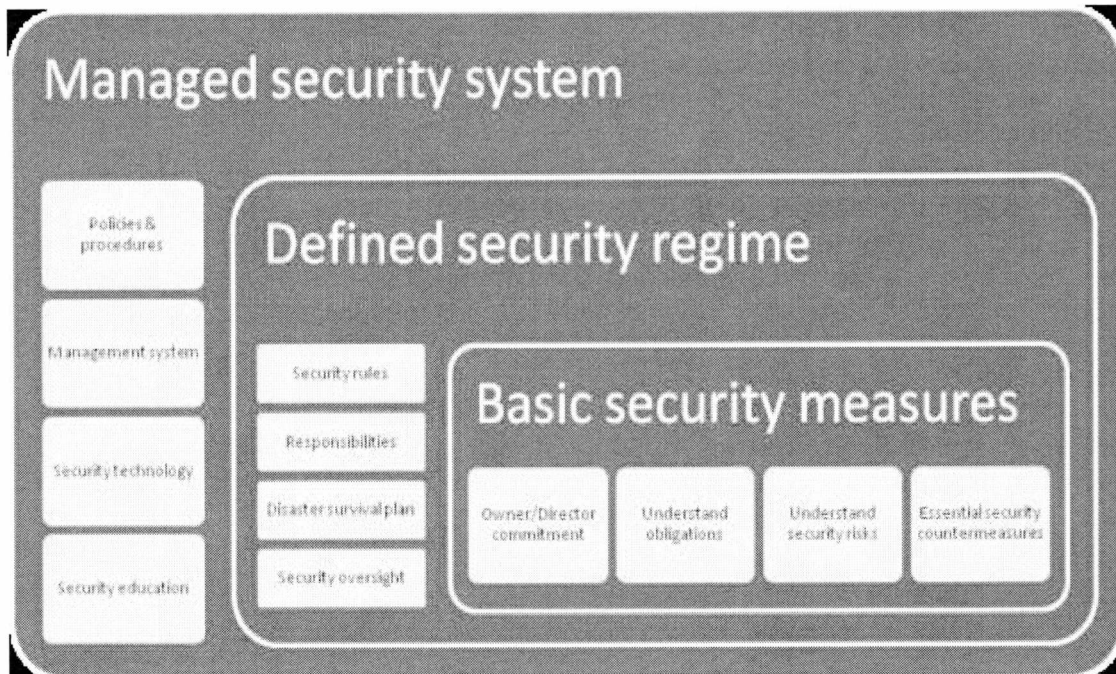 Managed security system
Policies &
procedures
Management system
Security technology
Security education
Defined security regime
Security rules
Responsibilities
Disaster survival plan
Security oversight
Basic security measures
Owner/Director
commitment
Understand
obligations
Understand
security risks
Essential security
countermeasures